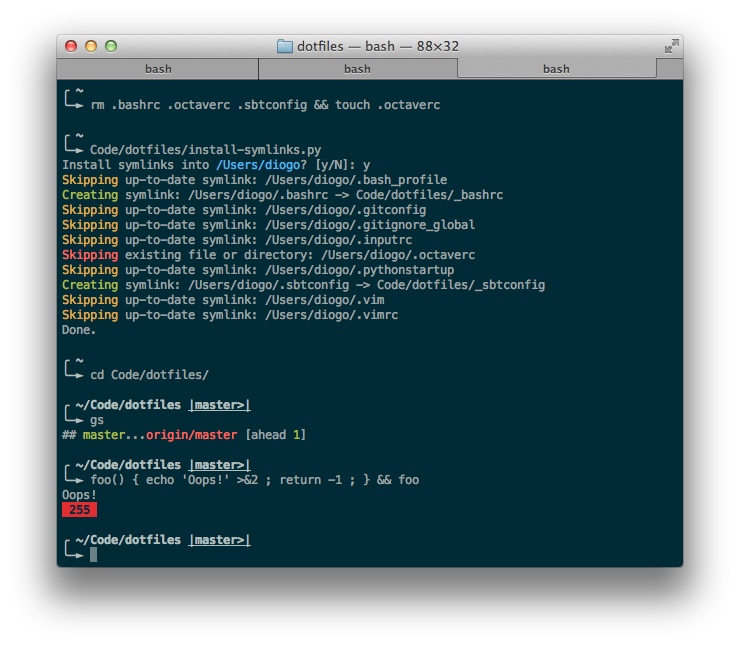 dotfiles — bash — 88×32
bash bash bash
╭ ~
╰─► rm .bashrc .octaverc .sbtconfig && touch .octaverc
╭ ~
╰─► Code/dotfiles/install-symlinks.py
Install symlinks into /Users/diogo? [y/N]: y
Skipping up-to-date symlink: /Users/diogo/.bash_profile
Creating symlink: /Users/diogo/.bashrc -> Code/dotfiles/_bashrc
Skipping up-to-date symlink: /Users/diogo/.gitconfig
Skipping up-to-date symlink: /Users/diogo/.gitignore_global
Skipping up-to-date symlink: /Users/diogo/.inputrc
Skipping existing file or directory: /Users/diogo/.octaverc
Skipping up-to-date symlink: /Users/diogo/.pythonstartup
Creating symlink: /Users/diogo/.sbtconfig -> Code/dotfiles/_sbtconfig
Skipping up-to-date symlink: /Users/diogo/.vim
Skipping up-to-date symlink: /Users/diogo/.vimrc
Done.
╭ ~
╰─► cd Code/dotfiles/
╭ ~/Code/dotfiles |master>|
╰─► gs
## master...origin/master [ahead 1]
╭ ~/Code/dotfiles |master>|
╰─► foo() { echo 'Oops!' >&2 ; return -1 ; } && foo
Oops!
255
╭ ~/Code/dotfiles |master>|
╰─►